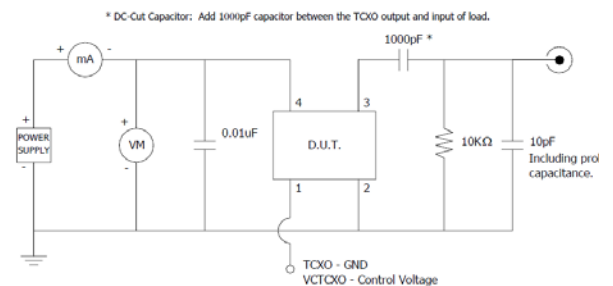 * DC-Cut Capacitor: Add 1000pF capacitor between the TCXO output and input of load.
1000pF *
+ mA -
4 3
+
POWER
SUPPLY
-
+
VM
-
0.01uF
D.U.T.
10KΩ
10pF
Including
capacitance.
1 2
TCXO - GND
VCTCXO - Control Voltage